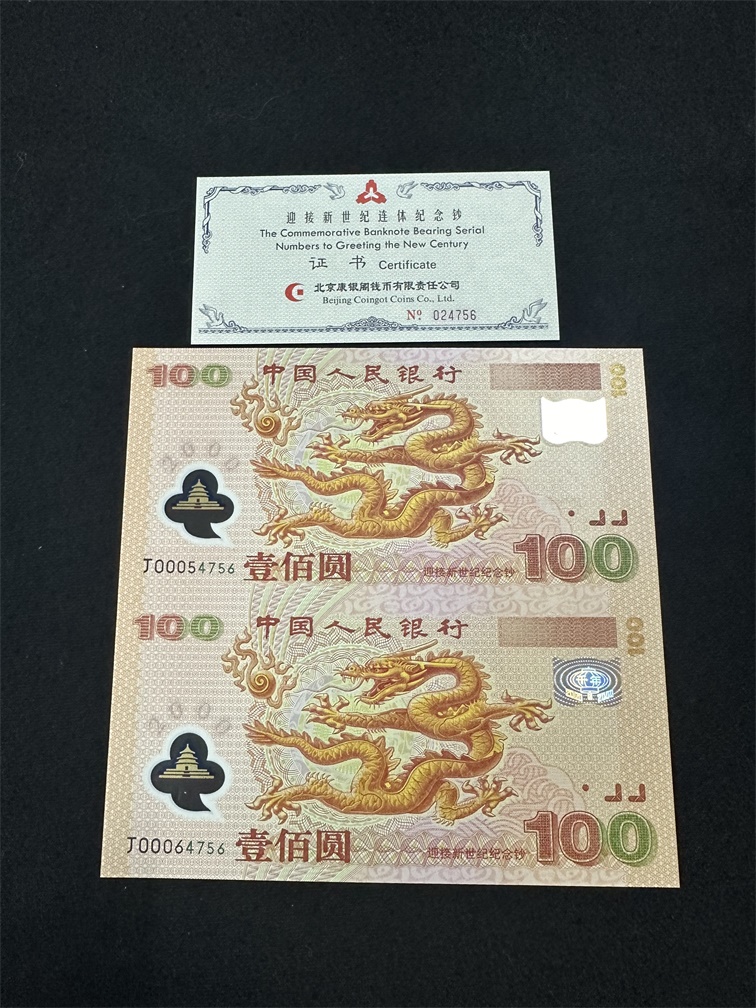 迎接新世纪连体纪念钞
The Commemorative Banknote Bearing Serial
Numbers to Greeting the New Century
证 书 Certificate
北京康银阁钱币有限责任公司
Beijing Coingot Coins Co., Ltd.
Nº 024756
100 中国人民银行 100
2000
J00054756 壹佰圆 迎接新世纪纪念钞 100
100 中国人民银行 100
2000
J00064756 壹佰圆 迎接新世纪纪念钞 100